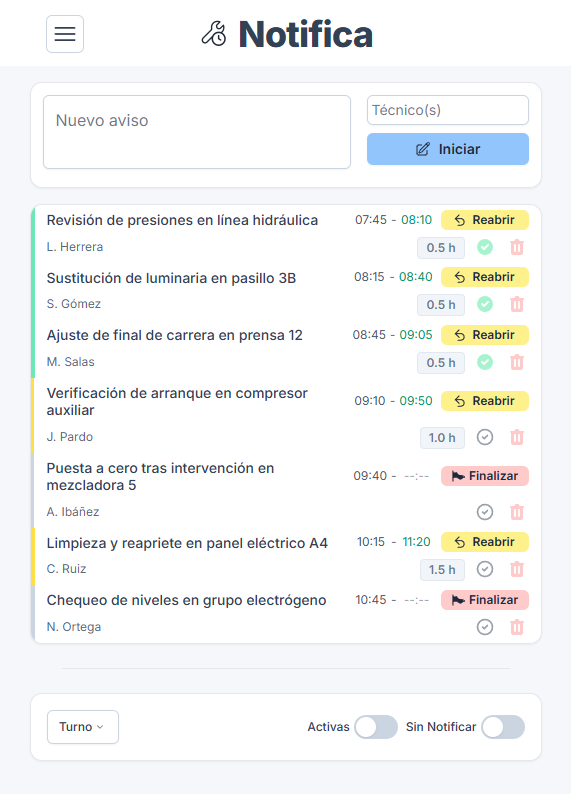 Notifica
Nuevo aviso
Técnico(s)
Iniciar
Revisión de presiones en línea hidráulica 07:45 - 08:10 Reabrir
L. Herrera 0.5 h
Sustitución de luminaria en pasillo 3B 08:15 - 08:40 Reabrir
S. Gómez 0.5 h
Ajuste de final de carrera en prensa 12 08:45 - 09:05 Reabrir
M. Salas 0.5 h
Verificación de arranque en compresor
auxiliar 09:10 - 09:50 Reabrir
J. Pardo 1.0 h
Puesta a cero tras intervención en
mezcladora 5 09:40 - --:-- Finalizar
A. Ibáñez
Limpieza y reapriete en panel eléctrico A4 10:15 - 11:20 Reabrir
C. Ruiz 1.5 h
Chequeo de niveles en grupo electrógeno 10:45 - --:-- Finalizar
N. Ortega
Turno Activas Sin Notificar